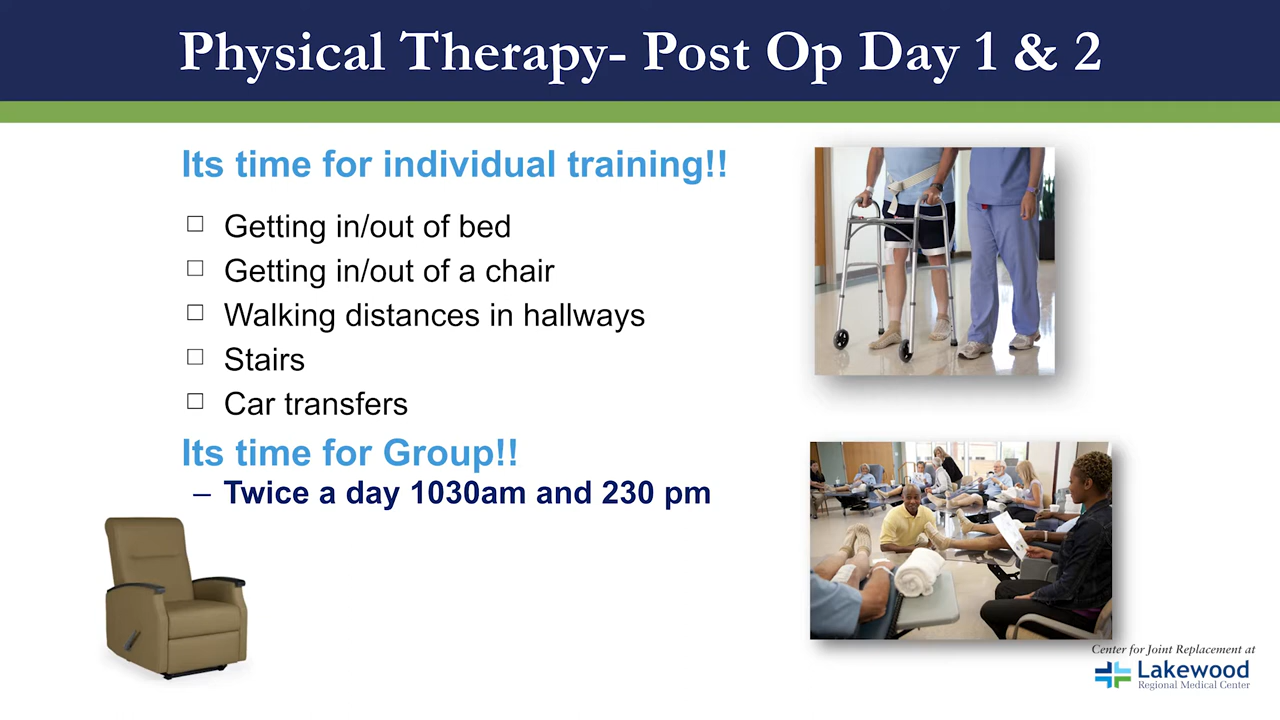 Physical Therapy- Post Op Day 1 & 2
Its time for individual training!!
Getting in/out of bed
Getting in/out of a chair
Walking distances in hallways
Stairs
Car transfers
Its time for Group!!
– Twice a day 1030am and 230 pm
Center for Joint Replacement at
Lakewood
Regional Medical Center